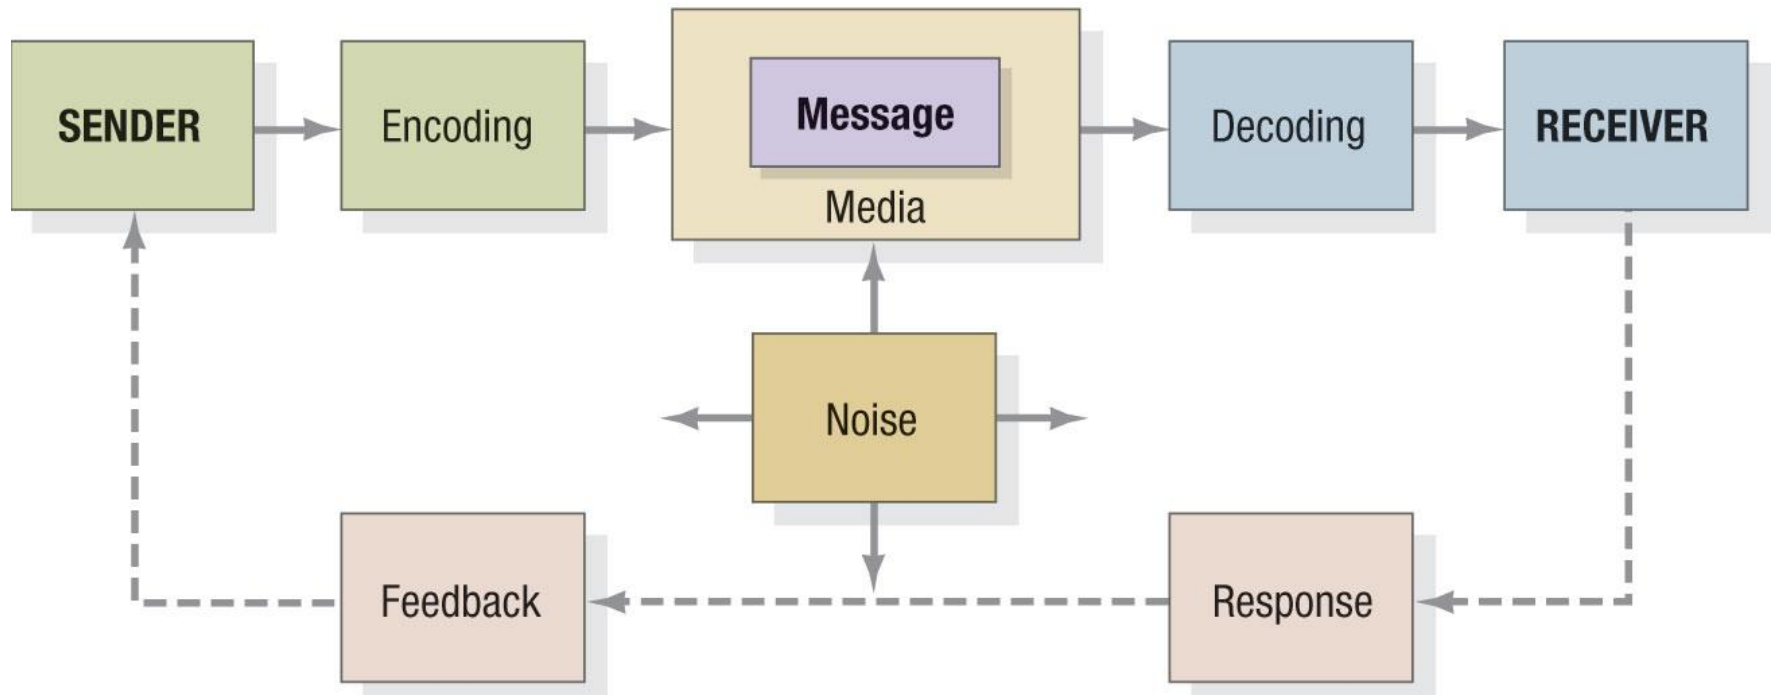 SENDER
Encoding
Message
Media
Decoding
RECEIVER
Noise
Feedback
Response